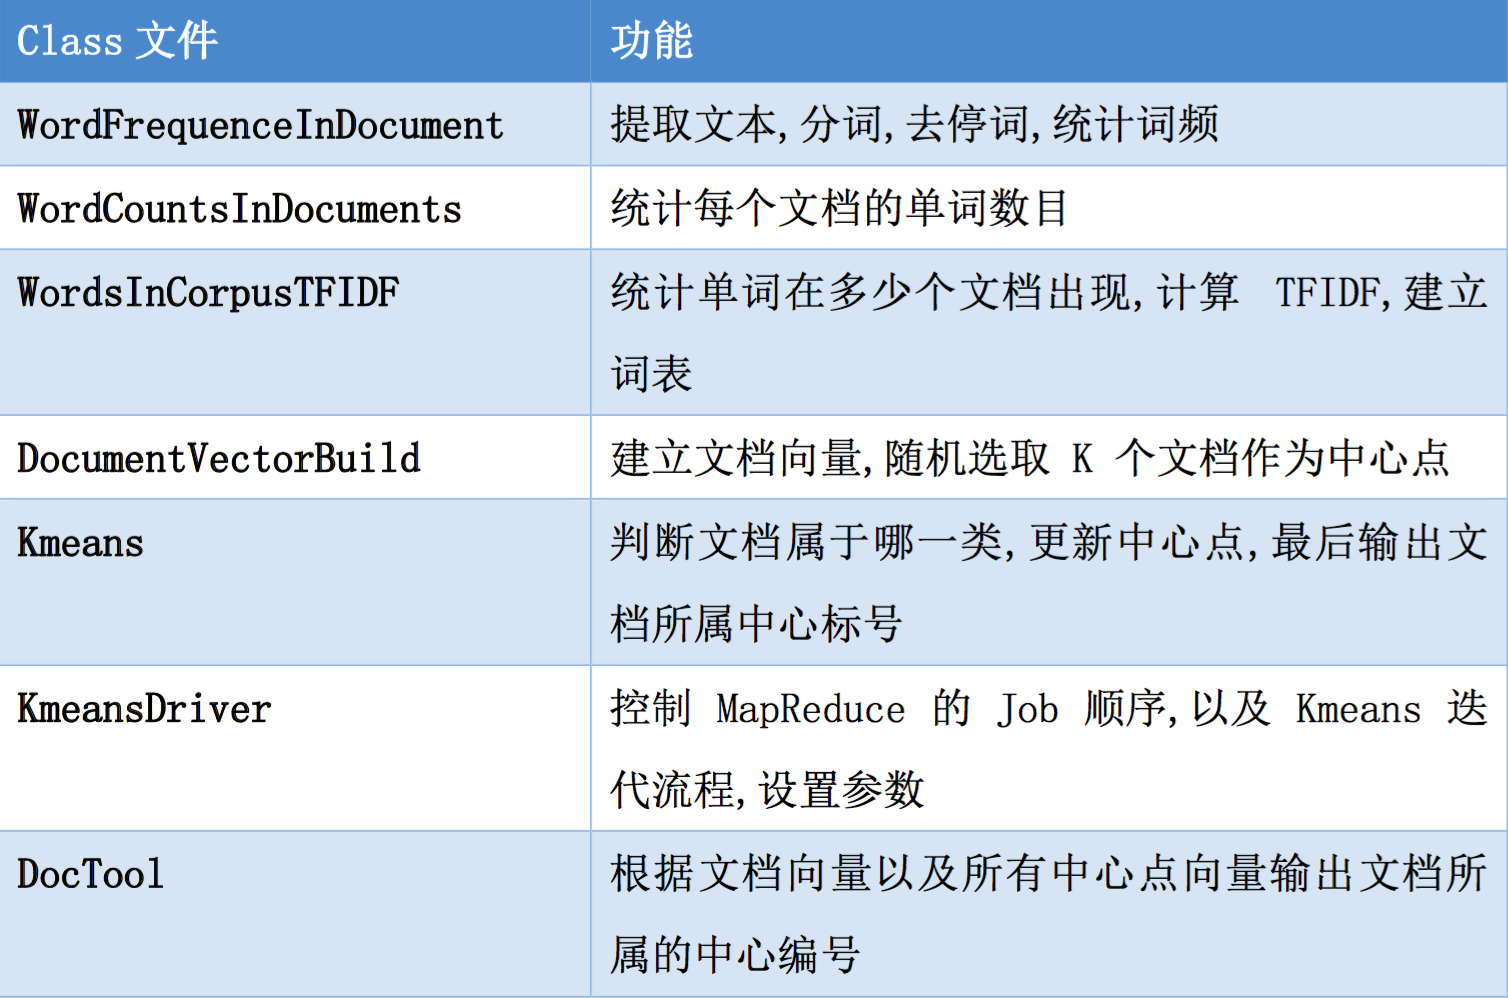 Class 文件 功能
WordFrequenceInDocument 提取文本,分词,去停词,统计词频
WordCountsInDocuments 统计每个文档的单词数目
WordsInCorpusTFIDF 统计单词在多少个文档出现,计算 TFIDF,建立
词表
DocumentVectorBuild 建立文档向量,随机选取 K 个文档作为中心点
Kmeans 判断文档属于哪一类,更新中心点,最后输出文
档所属中心标号
KmeansDriver 控制 MapReduce 的 Job 顺序,以及 Kmeans 迭
代流程,设置参数
DocTool 根据文档向量以及所有中心点向量输出文档所
属的中心编号